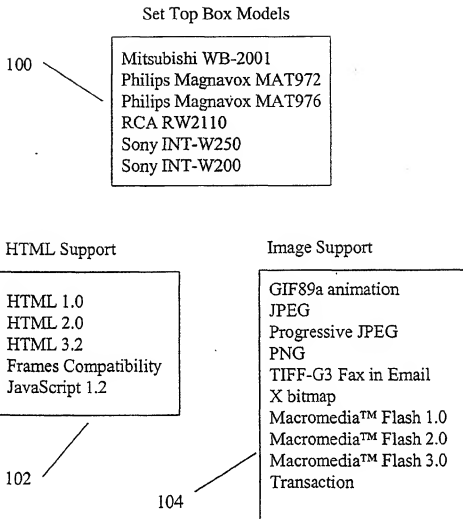 Set Top Box Models
100
Mitsubishi WB-2001
Philips Magnavox MAT972
Philips Magnavox MAT976
RCA RW2110
Sony INT-W250
Sony INT-W200
HTML Support
HTML 1.0
HTML 2.0
HTML 3.2
Frames Compatibility
JavaScript 1.2
102
Image Support
GIF89a animation
JPEG
Progressive JPEG
PNG
TIFF-G3 Fax in Email
X bitmap
Macromedia™ Flash 1.0
Macromedia™ Flash 2.0
Macromedia™ Flash 3.0
Transaction
104